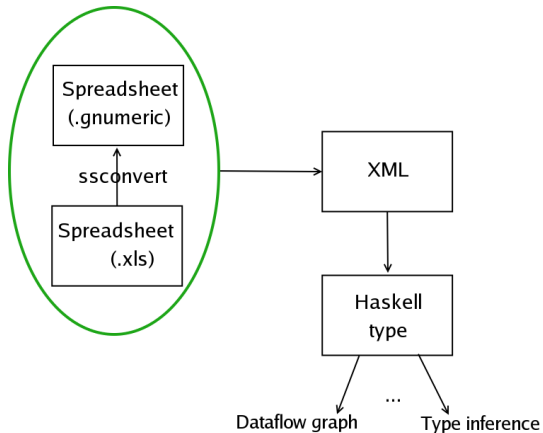 Spreadsheet
(.gnumeric)
ssconvert
Spreadsheet
(.xls)
XML
Haskell
type
...
Dataflow graph
Type inference